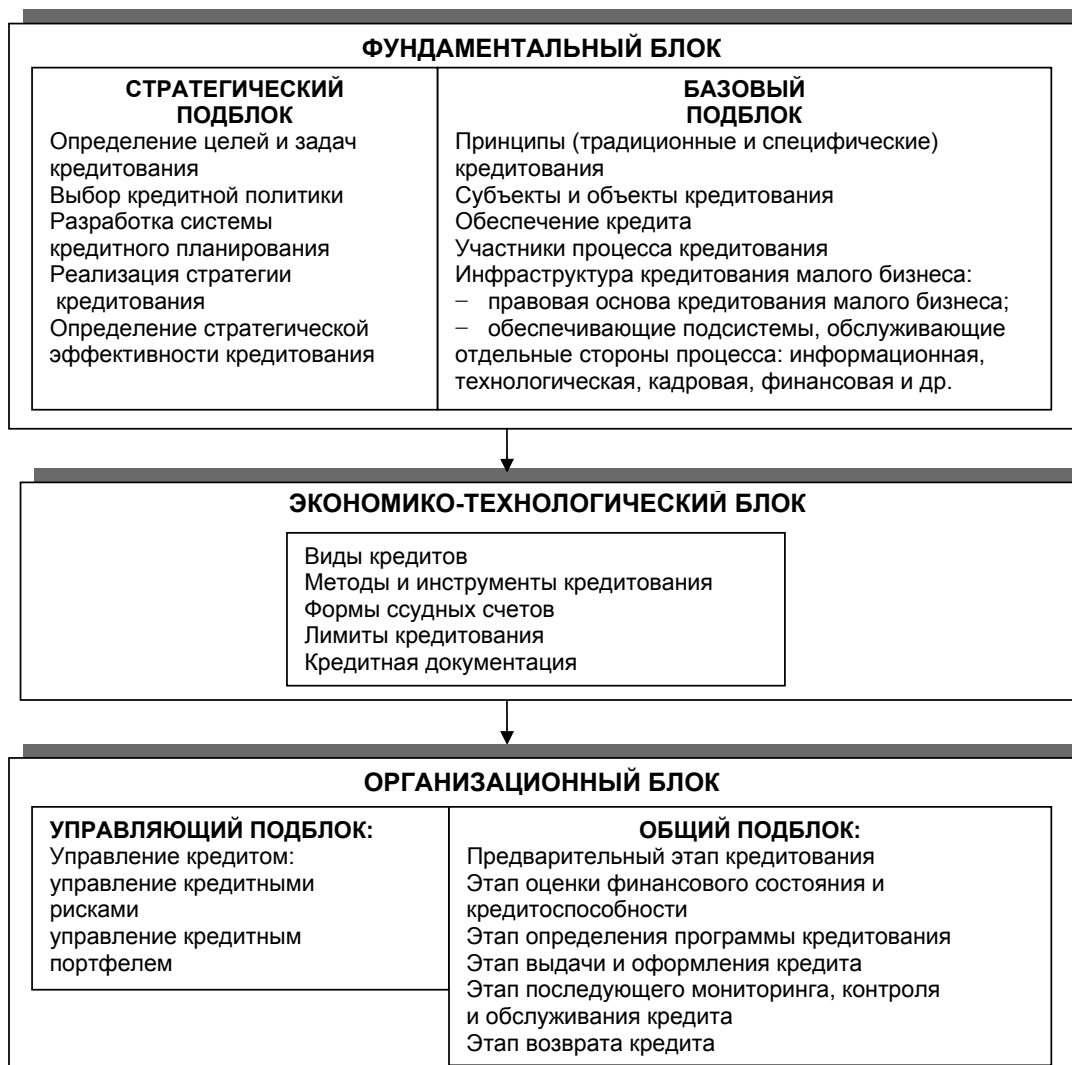 ФУНДАМЕНТАЛЬНЫЙ БЛОК
СТРАТЕГИЧЕСКИЙ
ПОДБЛОК
Определение целей и задач
кредитования
Выбор кредитной политики
Разработка системы
кредитного планирования
Реализация стратегии
кредитования
Определение стратегической
эффективности кредитования
БАЗОВЫЙ
ПОДБЛОК
Принципы (традиционные и специфические)
кредитования
Субъекты и объекты кредитования
Обеспечение кредита
Участники процесса кредитования
Инфраструктура кредитования малого бизнеса:
− правовая основа кредитования малого бизнеса;
− обеспечивающие подсистемы, обслуживающие
отдельные стороны процесса: информационная,
технологическая, кадровая, финансовая и др.
ЭКОНОМИКО-ТЕХНОЛОГИЧЕСКИЙ БЛОК
Виды кредитов
Методы и инструменты кредитования
Формы ссудных счетов
Лимиты кредитования
Кредитная документация
ОРГАНИЗАЦИОННЫЙ БЛОК
УПРАВЛЯЮЩИЙ ПОДБЛОК:
Управление кредитом:
управление кредитными
рисками
управление кредитным
портфелем
ОБЩИЙ ПОДБЛОК:
Предварительный этап кредитования
Этап оценки финансового состояния и
кредитоспособности
Этап определения программы кредитования
Этап выдачи и оформления кредита
Этап последующего мониторинга, контроля
и обслуживания кредита
Этап возврата кредита